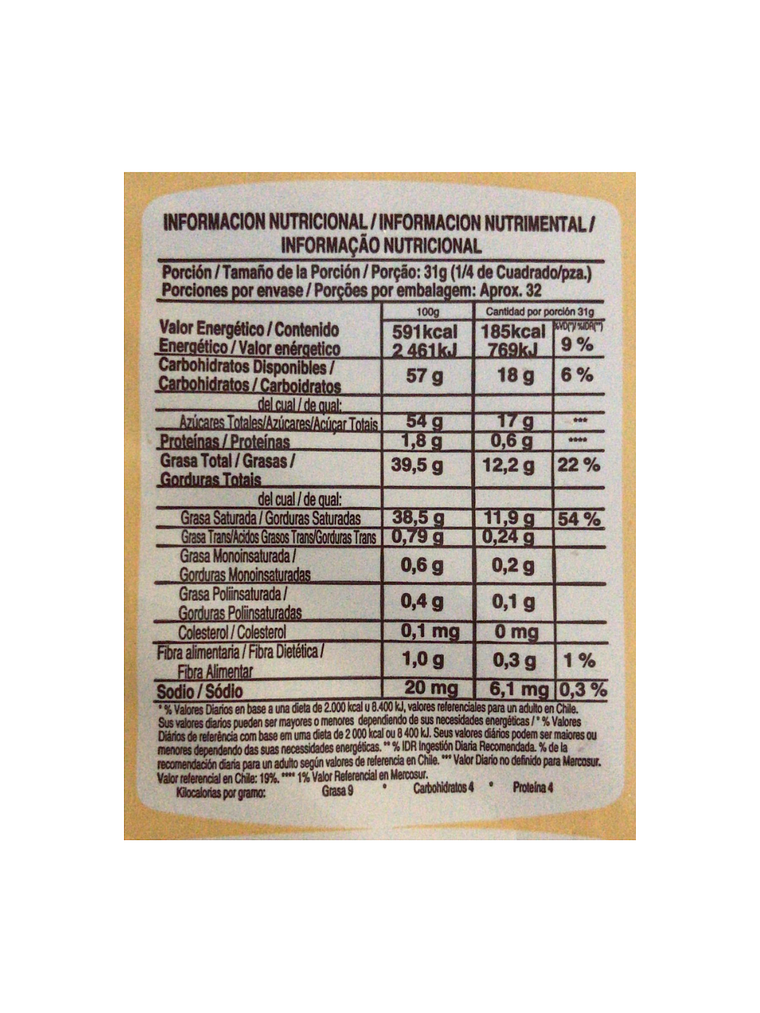 INFORMACION NUTRICIONAL / INFORMACION NUTRIMENTAL /
INFORMAÇÃO NUTRICIONAL
Porción / Tamaño de la Porción / Porção: 31g (1/4 de Cuadrado/pza.)
Porciones por envase / Porções por embalagem: Aprox. 32
100g Cantidad por porción 31g
%VD(*)/ %IDR(**)
Valor Energético / Contenido 591kcal 185kcal
Energético / Valor enérgetico 2 461kJ 769kJ 9 %
Carbohidratos Disponibles /
Carbohidratos / Carboidratos 57 g 18 g 6 %
del cual / de qual:
Azúcares Totales/Azúcares/Açúcar Totais 54 g 17 g ***
Proteínas / Proteínas 1,8 g 0,6 g ****
Grasa Total / Grasas / 39,5 g 12,2 g 22 %
Gorduras Totais
del cual / de qual:
Grasa Saturada / Gorduras Saturadas 38,5 g 11,9 g 54 %
Grasa Trans/Acidos Grasos Trans/Gorduras Trans 0,79 g 0,24 g
Grasa Monoinsaturada / 0,6 g 0,2 g
Gorduras Monoinsaturadas
Grasa Poliinsaturada / 0,4 g 0,1 g
Gorduras Poliinsaturadas
Colesterol / Colesterol 0,1 mg 0 mg
Fibra alimentaria / Fibra Dietética / 1,0 g 0,3 g 1 %
Fibra Alimentar
Sodio / Sódio 20 mg 6,1 mg 0,3 %
*% Valores Diarios en base a una dieta de 2.000 kcal u 8.400 kJ, valores referenciales para un adulto en Chile.
Sus valores diarios pueden ser mayores o menores dependiendo de sus necesidades energéticas / * % Valores
Diários de referência com base em uma dieta de 2 000 kcal ou 8 400 kJ. Seus valores diários podem ser maiores ou
menores dependendo das suas necessidades energéticas. ** % IDR Ingestión Diaria Recomendada. % de la
recomendación diaria para un adulto según valores de referencia en Chile. *** Valor Diario no definido para Mercosur.
Valor referencial en Chile: 19%. **** 1% Valor Referencial en Mercosur.
Kilocalorías por gramo: Grasa 9 • Carbohidratos 4 • Proteína 4